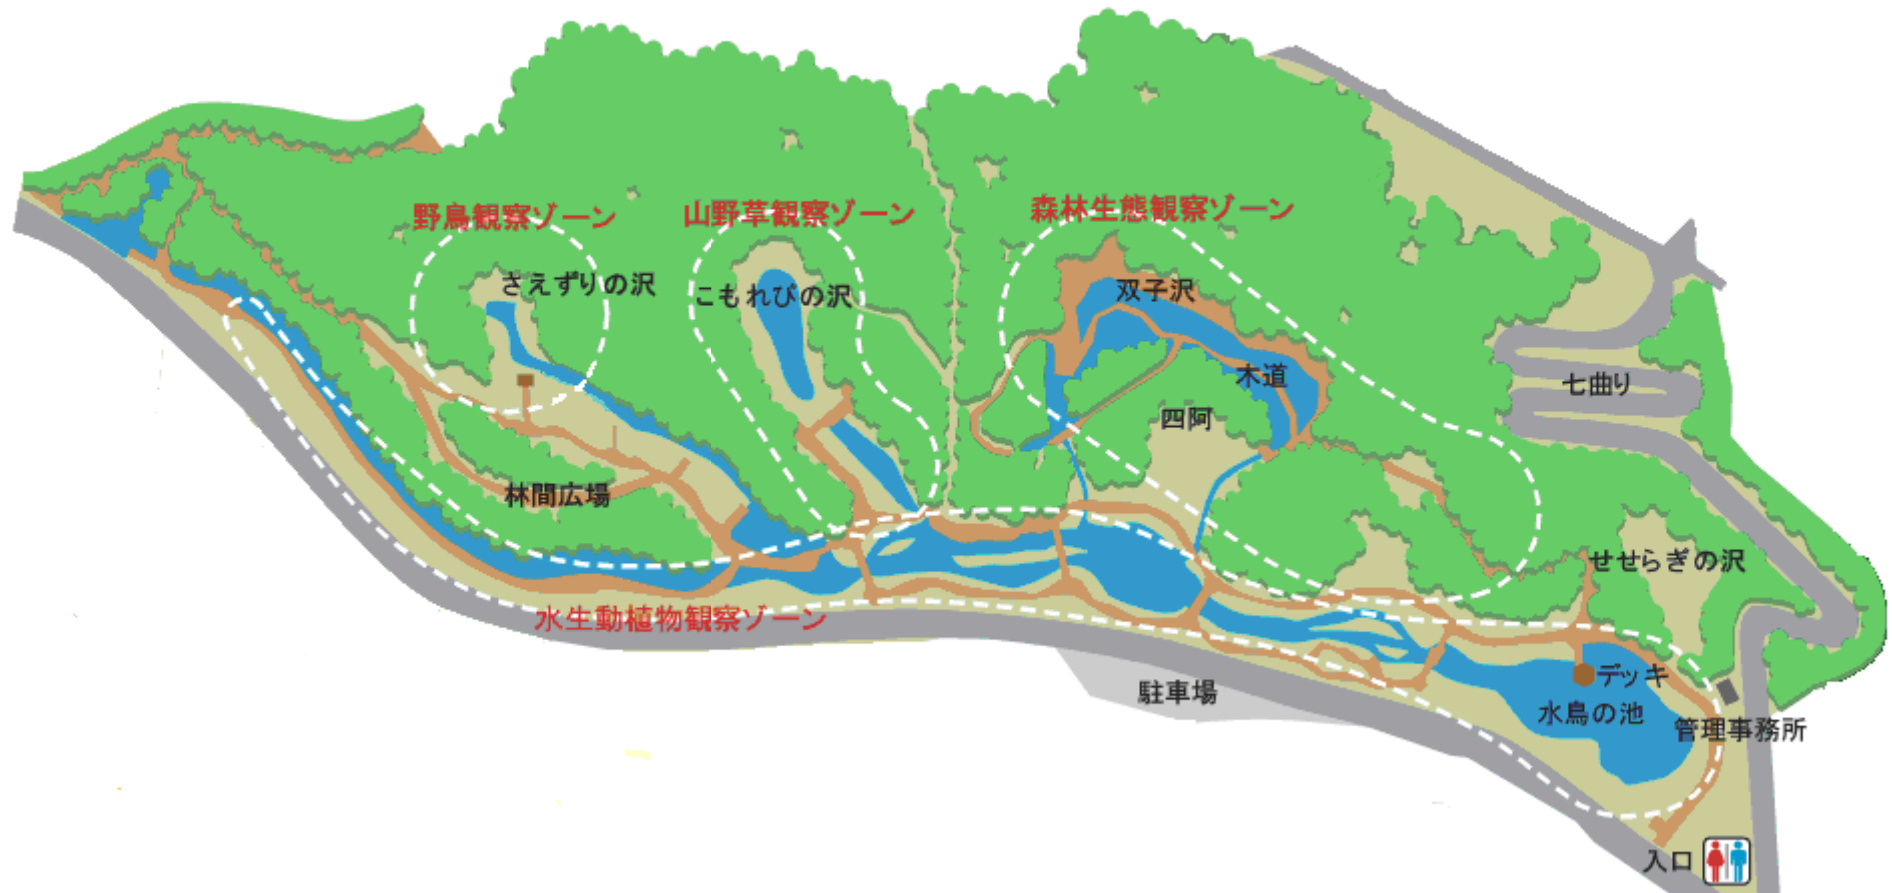 野鳥観察ゾーン
山野草観察ゾーン
森林生態観察ゾーン
さえずりの沢
こもれびの沢
双子沢
木道
七曲り
四阿
林間広場
せせらぎの沢
水生動植物観察ゾーン
デッキ
駐車場
水鳥の池
管理事務所
入口